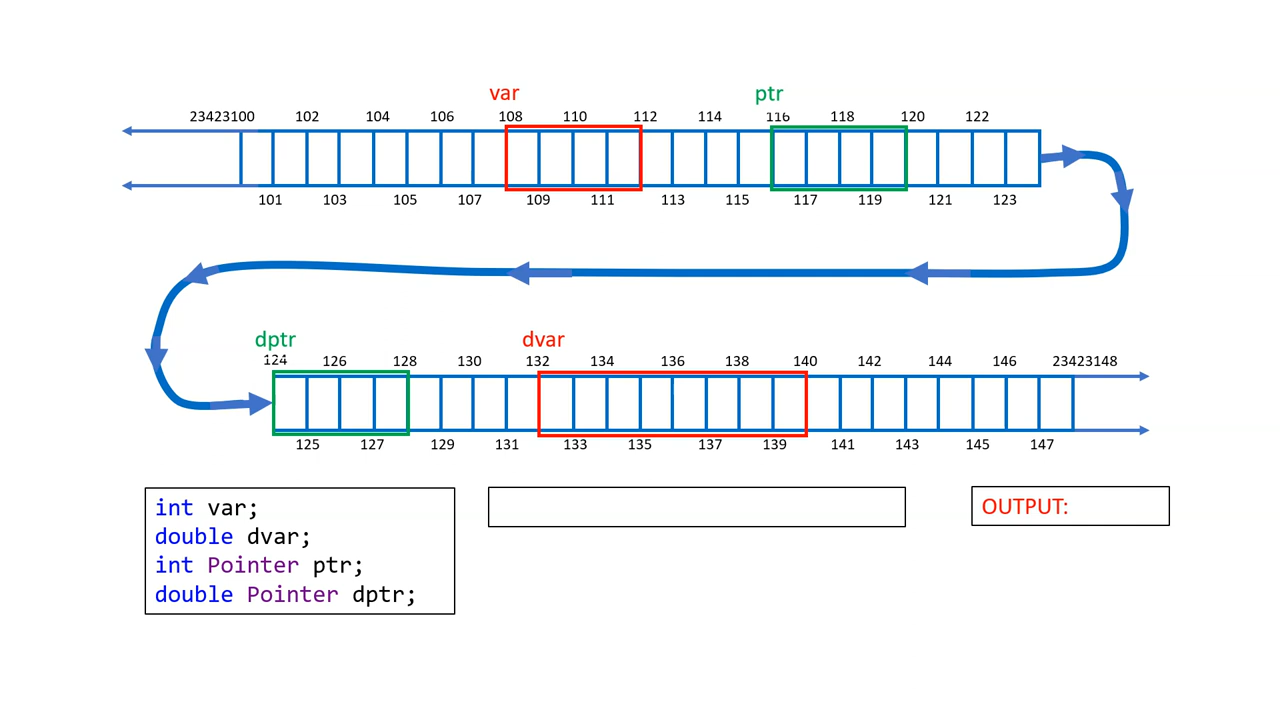 var ptr
23423100 102 104 106 108 110 112 114 116 118 120 122
101 103 105 107 109 111 113 115 117 119 121 123
dptr dvar
124 126 128 130 132 134 136 138 140 142 144 146 23423148
125 127 129 131 133 135 137 139 141 143 145 147
int var;
double dvar;
int Pointer ptr;
double Pointer dptr;
OUTPUT: